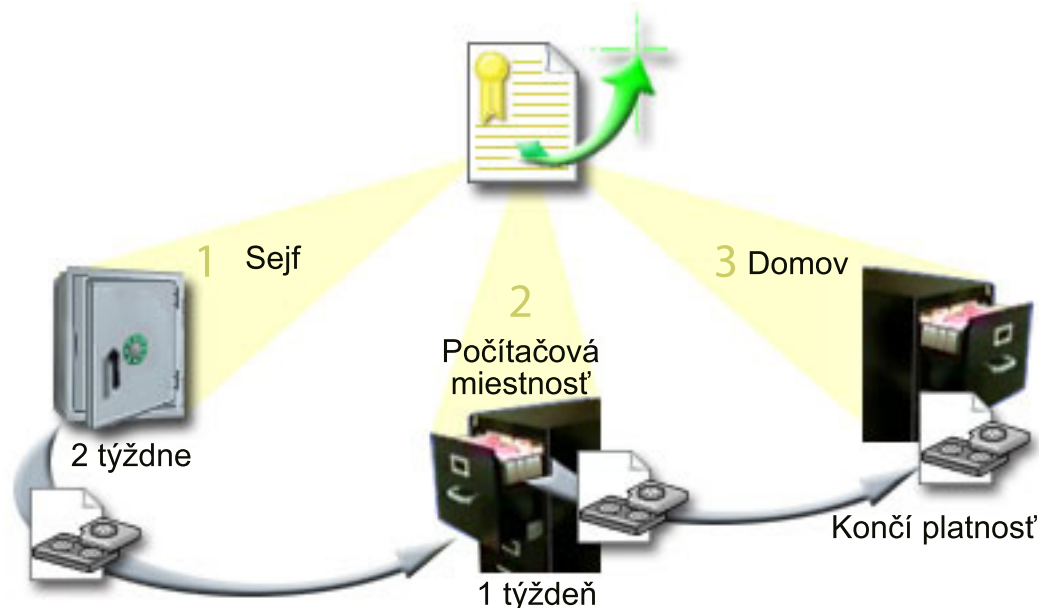 1 Sejf
2 týždne
2
Počítačová
miestnosť
1 týždeň
3 Domov
Končí platnosť